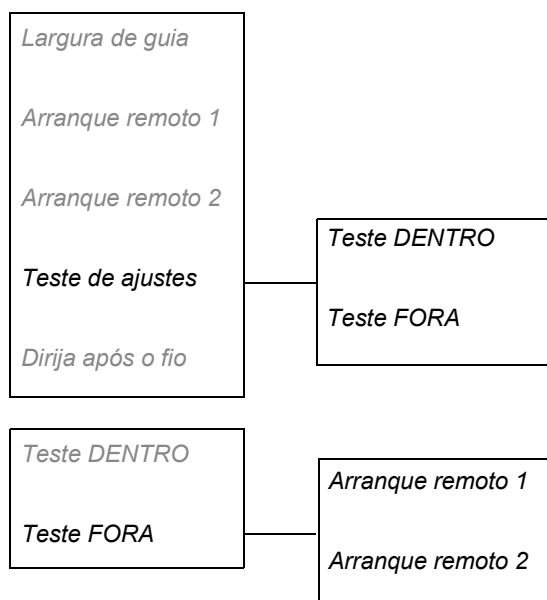 Largura de guia
Arranque remoto 1
Arranque remoto 2
Teste de ajustes
Dirija após o fio
Teste DENTRO
Teste FORA
Teste DENTRO
Teste FORA
Arranque remoto 1
Arranque remoto 2